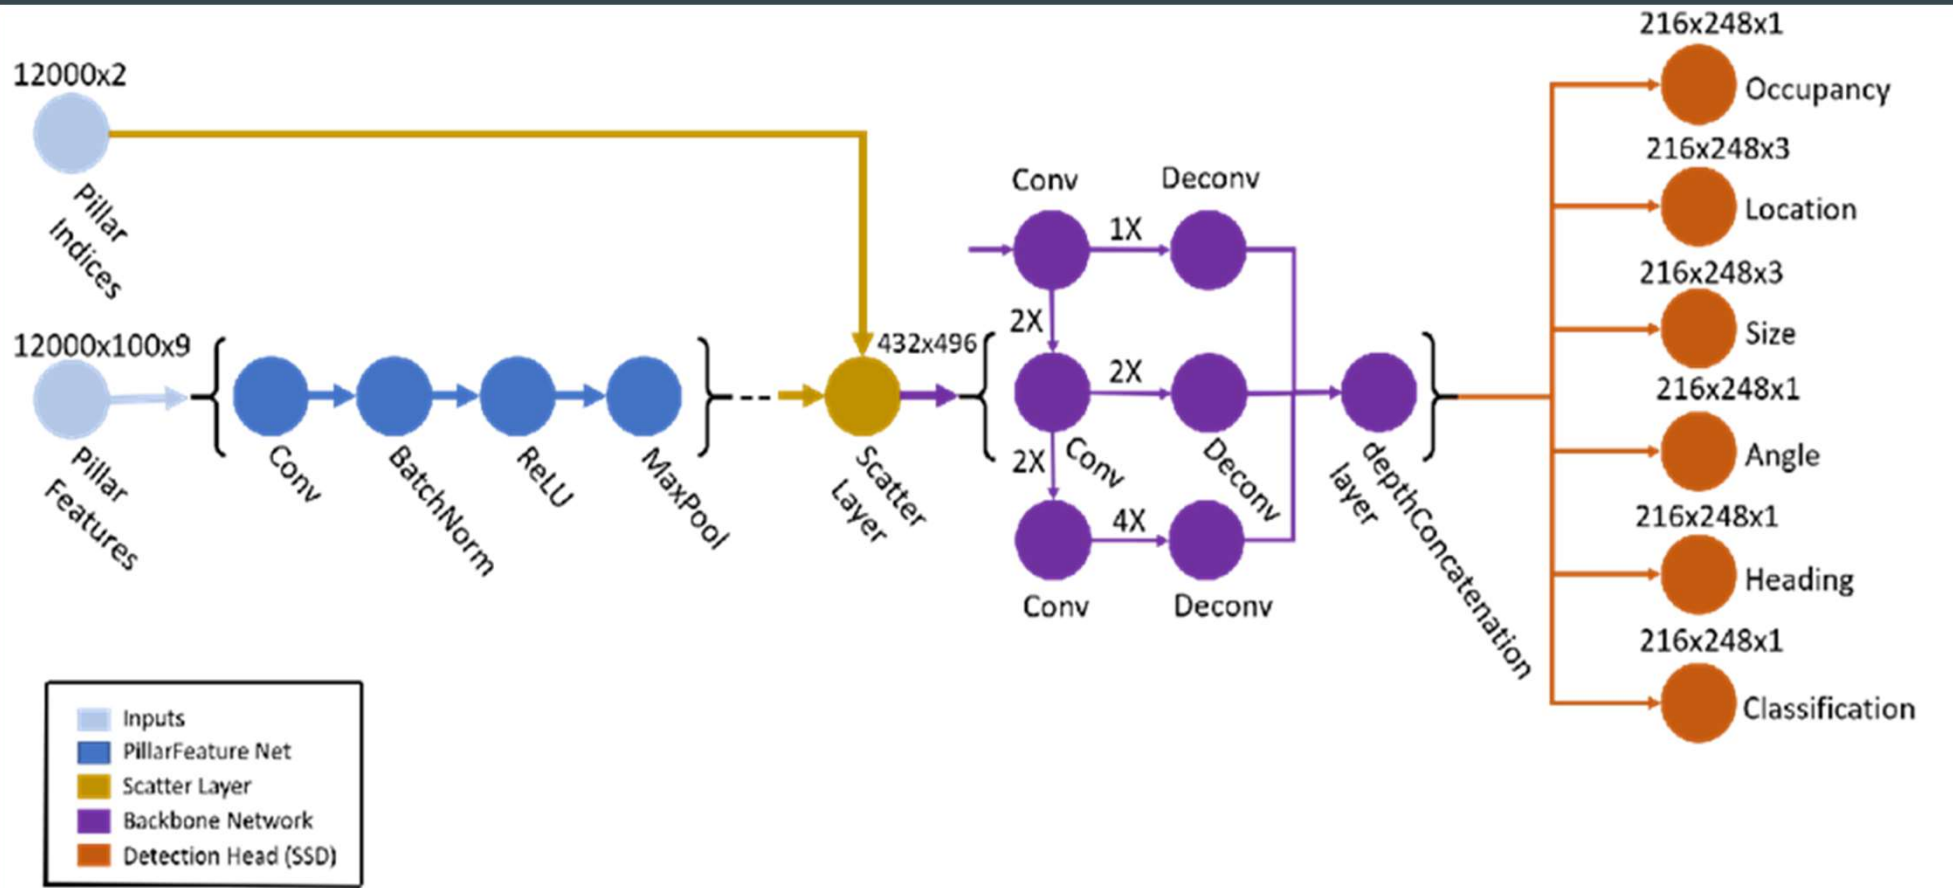 12000x2
Pillar
Indices
12000x100x9
Pillar
Features
Conv
BatchNorm
ReLU
MaxPool
Scatter
Layer
432x496
Conv
Deconv
1X
2X
2X
Conv
Deconv
2X
4X
Conv
Deconv
depthConcatenation
layer
216x248x1
Occupancy
216x248x3
Location
216x248x3
Size
216x248x1
Angle
216x248x1
Heading
216x248x1
Classification
Inputs
PillarFeature Net
Scatter Layer
Backbone Network
Detection Head (SSD)